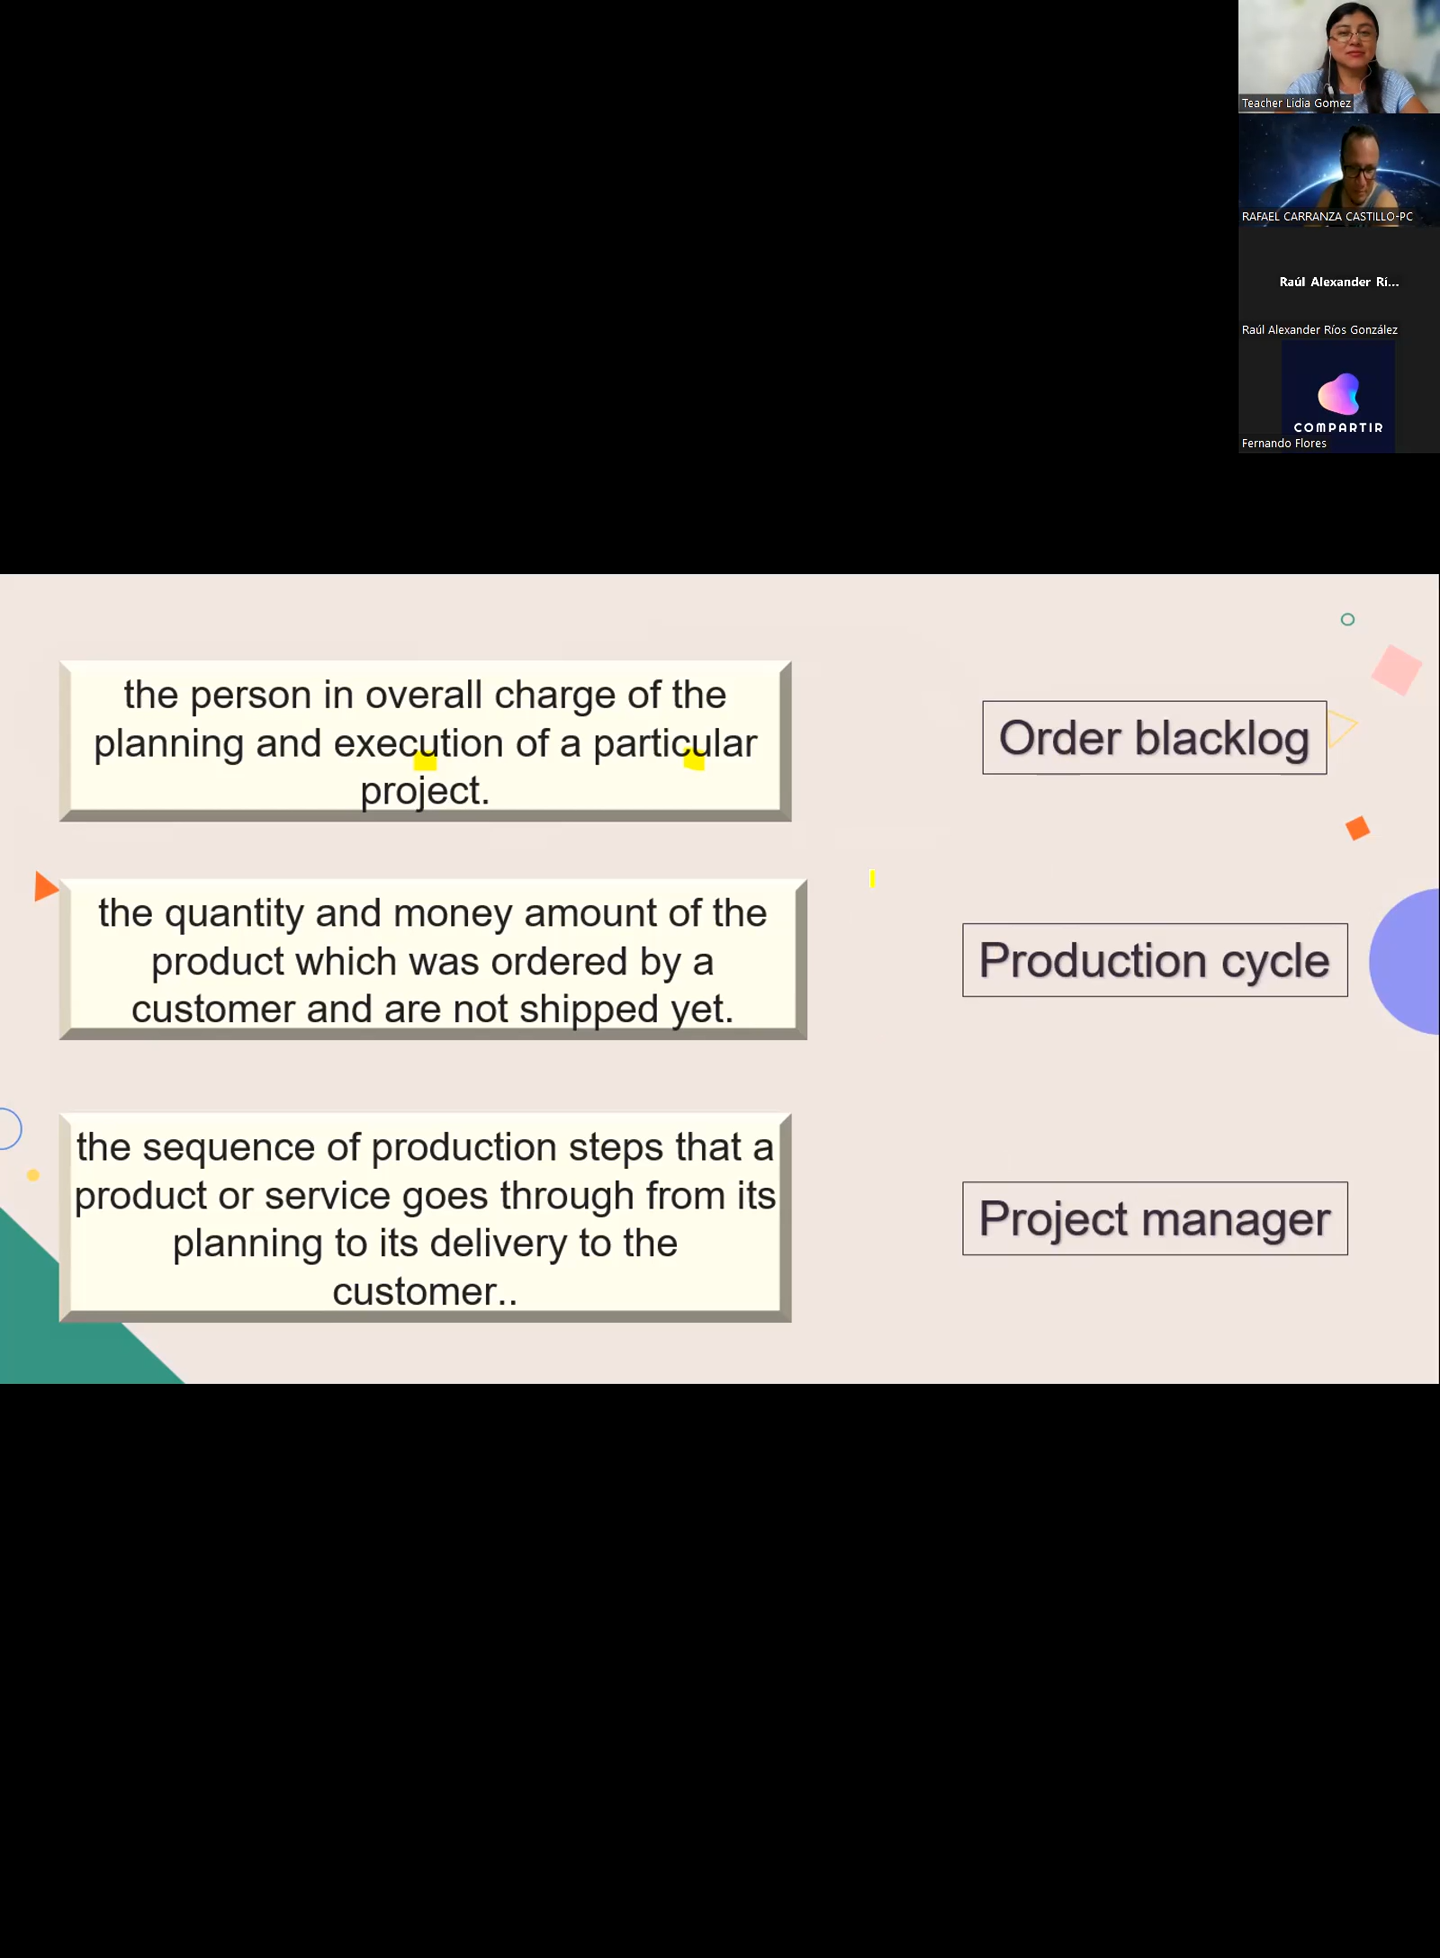 Teacher Lidia Gomez
RAFAEL CARRANZA CASTILLO-PC
Raúl Alexander Rí...
Raúl Alexander Ríos González
COMPARTIR
Fernando Flores
the person in overall charge of the
planning and execution of a particular
project.
Order blacklog
the quantity and money amount of the
product which was ordered by a
customer and are not shipped yet.
Production cycle
the sequence of production steps that a
product or service goes through from its
planning to its delivery to the
customer..
Project manager